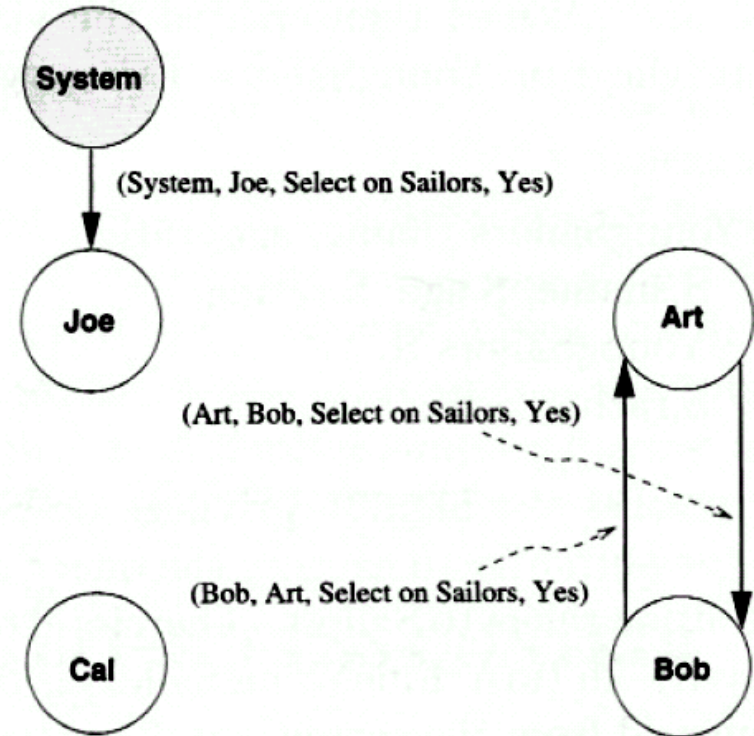 System
(System, Joe, Select on Sailors, Yes)
Joe
Art
(Art, Bob, Select on Sailors, Yes)
(Bob, Art, Select on Sailors, Yes)
Cal
Bob